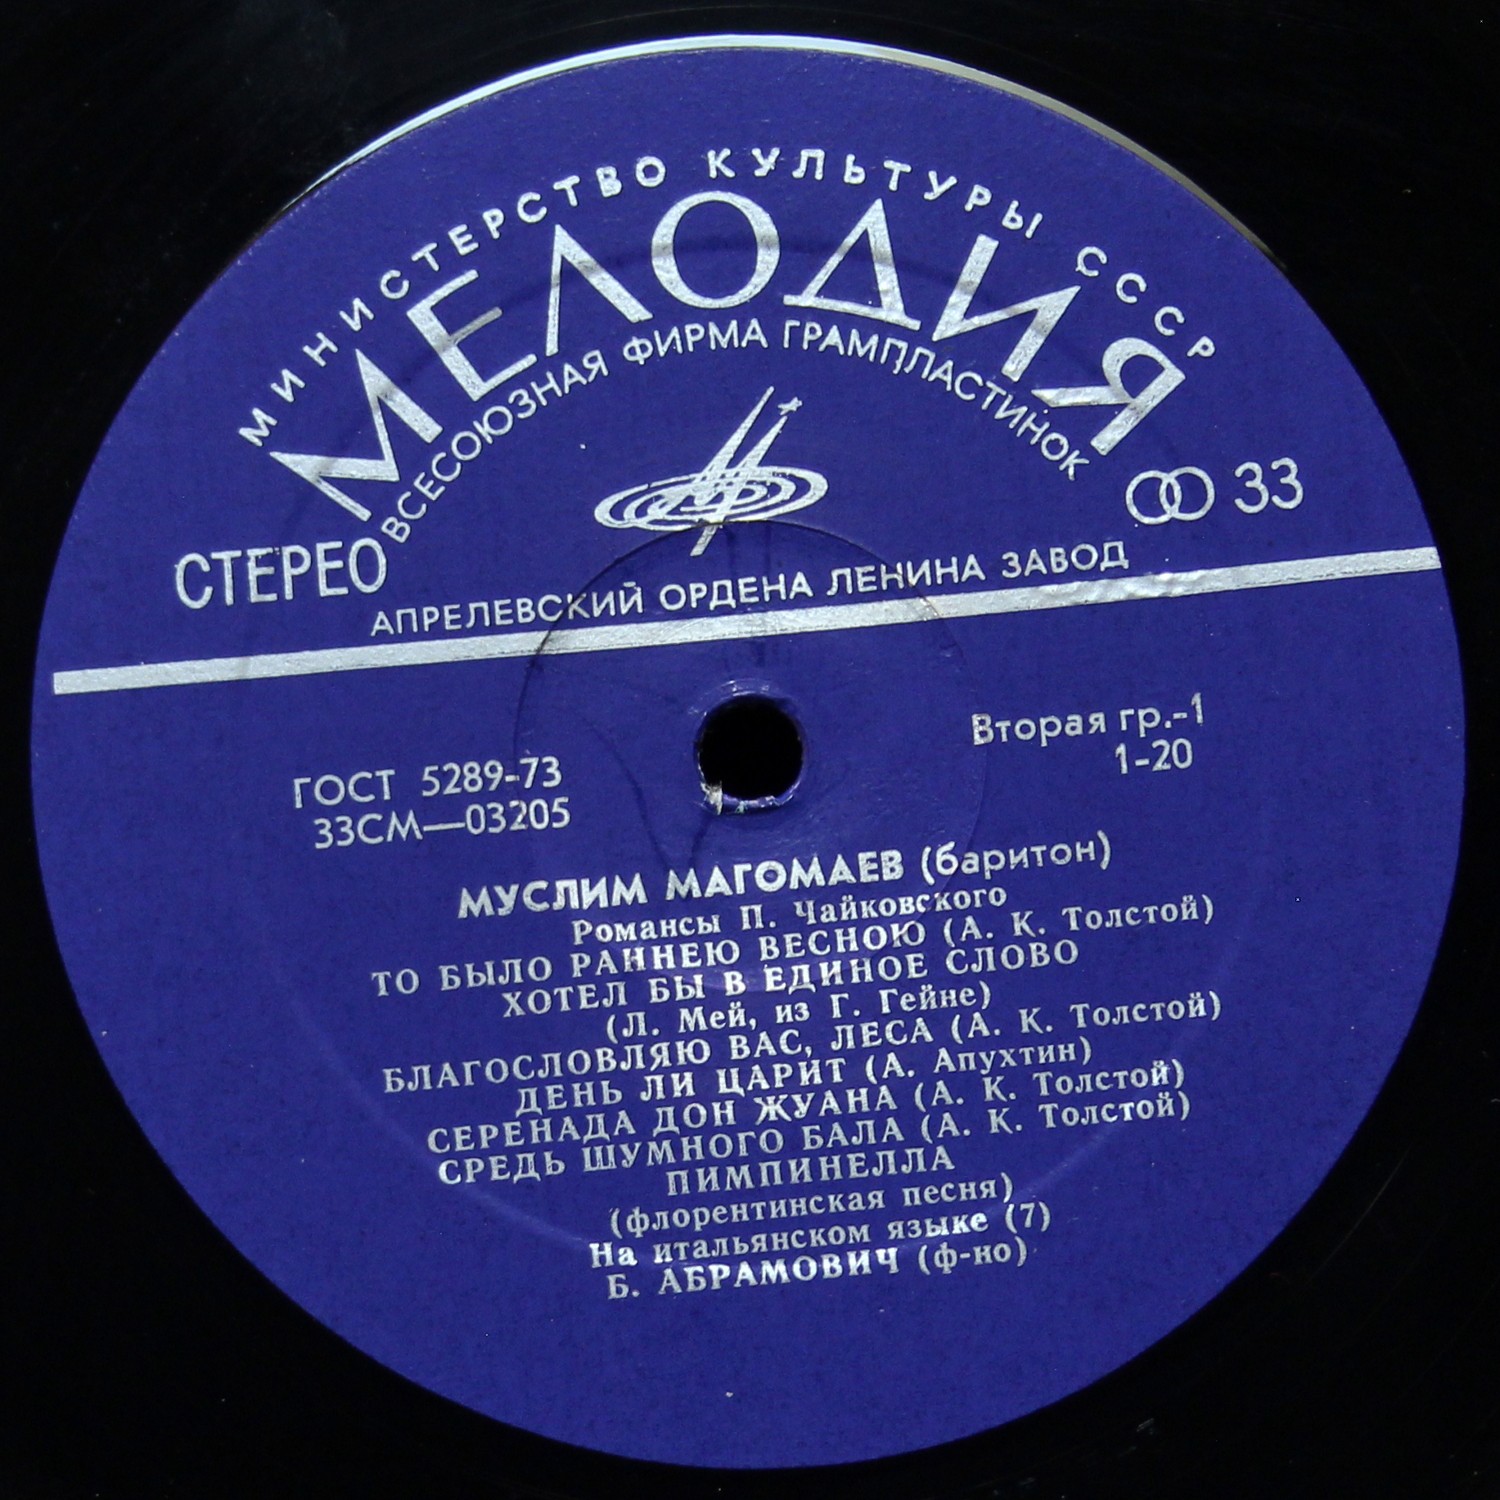 МИНИСТЕРСТВО КУЛЬТУРЫ СССР
МЕЛОДИЯ
ВСЕСОЮЗНАЯ ФИРМА ГРАМПЛАСТИНОК
СТЕРЕО
33
АПРЕЛЕВСКИЙ ОРДЕНА ЛЕНИНА ЗАВОД
ГОСТ 5289-73
33СМ—03205
Вторая гр.-1
1-20
МУСЛИМ МАГОМАЕВ (баритон)
Романсы П. Чайковского
ТО БЫЛО РАННЕЮ ВЕСНОЮ (А. К. Толстой)
ХОТЕЛ БЫ В ЕДИНОЕ СЛОВО
(Л. Мей, из Г. Гейне)
БЛАГОСЛОВЛЯЮ ВАС, ЛЕСА (А. К. Толстой)
ДЕНЬ ЛИ ЦАРИТ (А. Апухтин)
СЕРЕНАДА ДОН ЖУАНА (А. К. Толстой)
СРЕДЬ ШУМНОГО БАЛА (А. К. Толстой)
ПИМПИНЕЛЛА
(флорентинская песня)
На итальянском языке (7)
Б. АБРАМОВИЧ (ф-но)